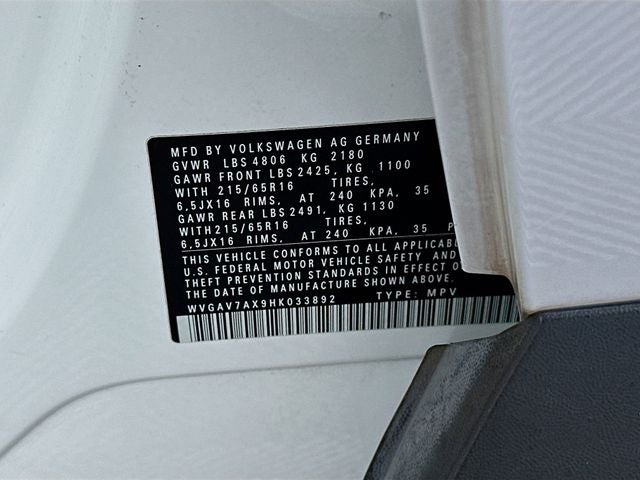 MFD BY VOLKSWAGEN AG GERMANY
GVWR LBS 4806 KG 2180
GAWR FRONT LBS 2425, KG 1100
WITH 215/65R16 TIRES,
6,5JX16 RIMS, AT 240 KPA, 35
GAWR REAR LBS 2491, KG 1130
WITH 215/65R16 TIRES,
6,5JX16 RIMS, AT 240 KPA, 35 P
THIS VEHICLE CONFORMS TO ALL APPLICABL
U.S. FEDERAL MOTOR VEHICLE SAFETY AND
THEFT PREVENTION STANDARDS IN EFFECT O
THE DATE OF MANUFACTURE SHOWN ABOVE.
WVGAV7AX9HK033892 TYPE: MPV